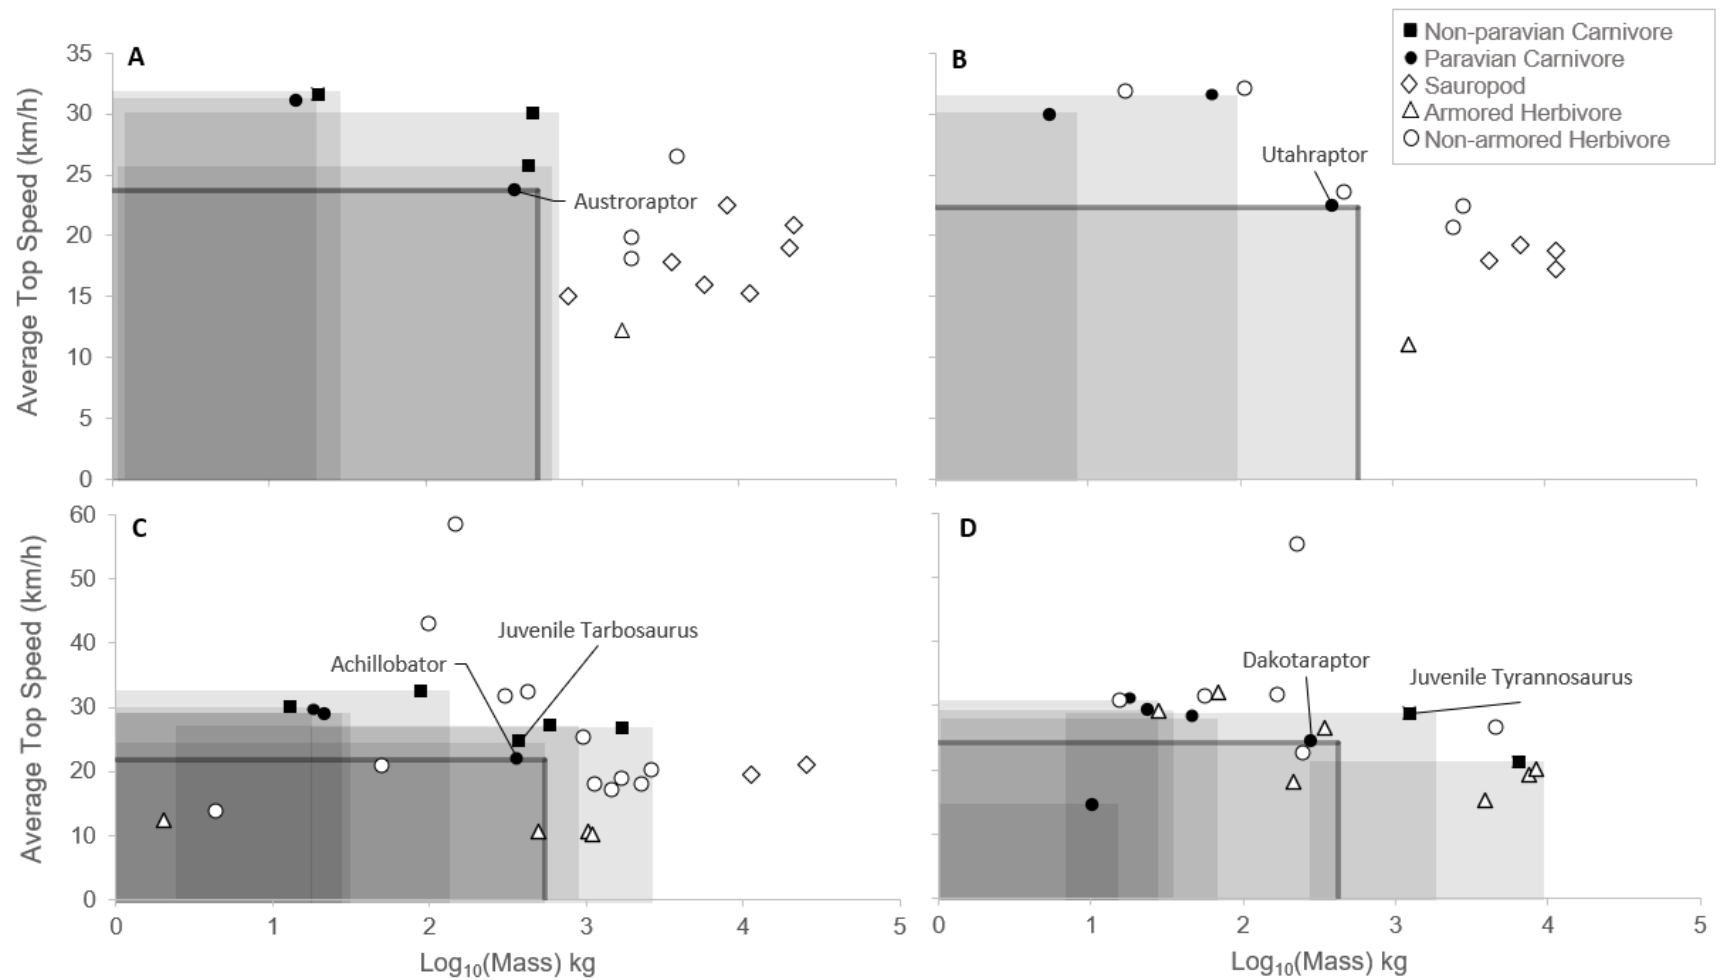 A
B
Non-paravian Carnivore
Paravian Carnivore
Sauropod
Armored Herbivore
Non-armored Herbivore
Average Top Speed (km/h)
35
30
25
20
15
10
5
0
Austroraptor
Utahraptor
C
D
Average Top Speed (km/h)
60
50
40
30
20
10
0
Juvenile Tarbosaurus
Achillobator
Dakotaraptor
Juvenile Tyrannosaurus
0 1 2 3 4 5
0 1 2 3 4 5
Log₁₀(Mass) kg
Log₁₀(Mass) kg